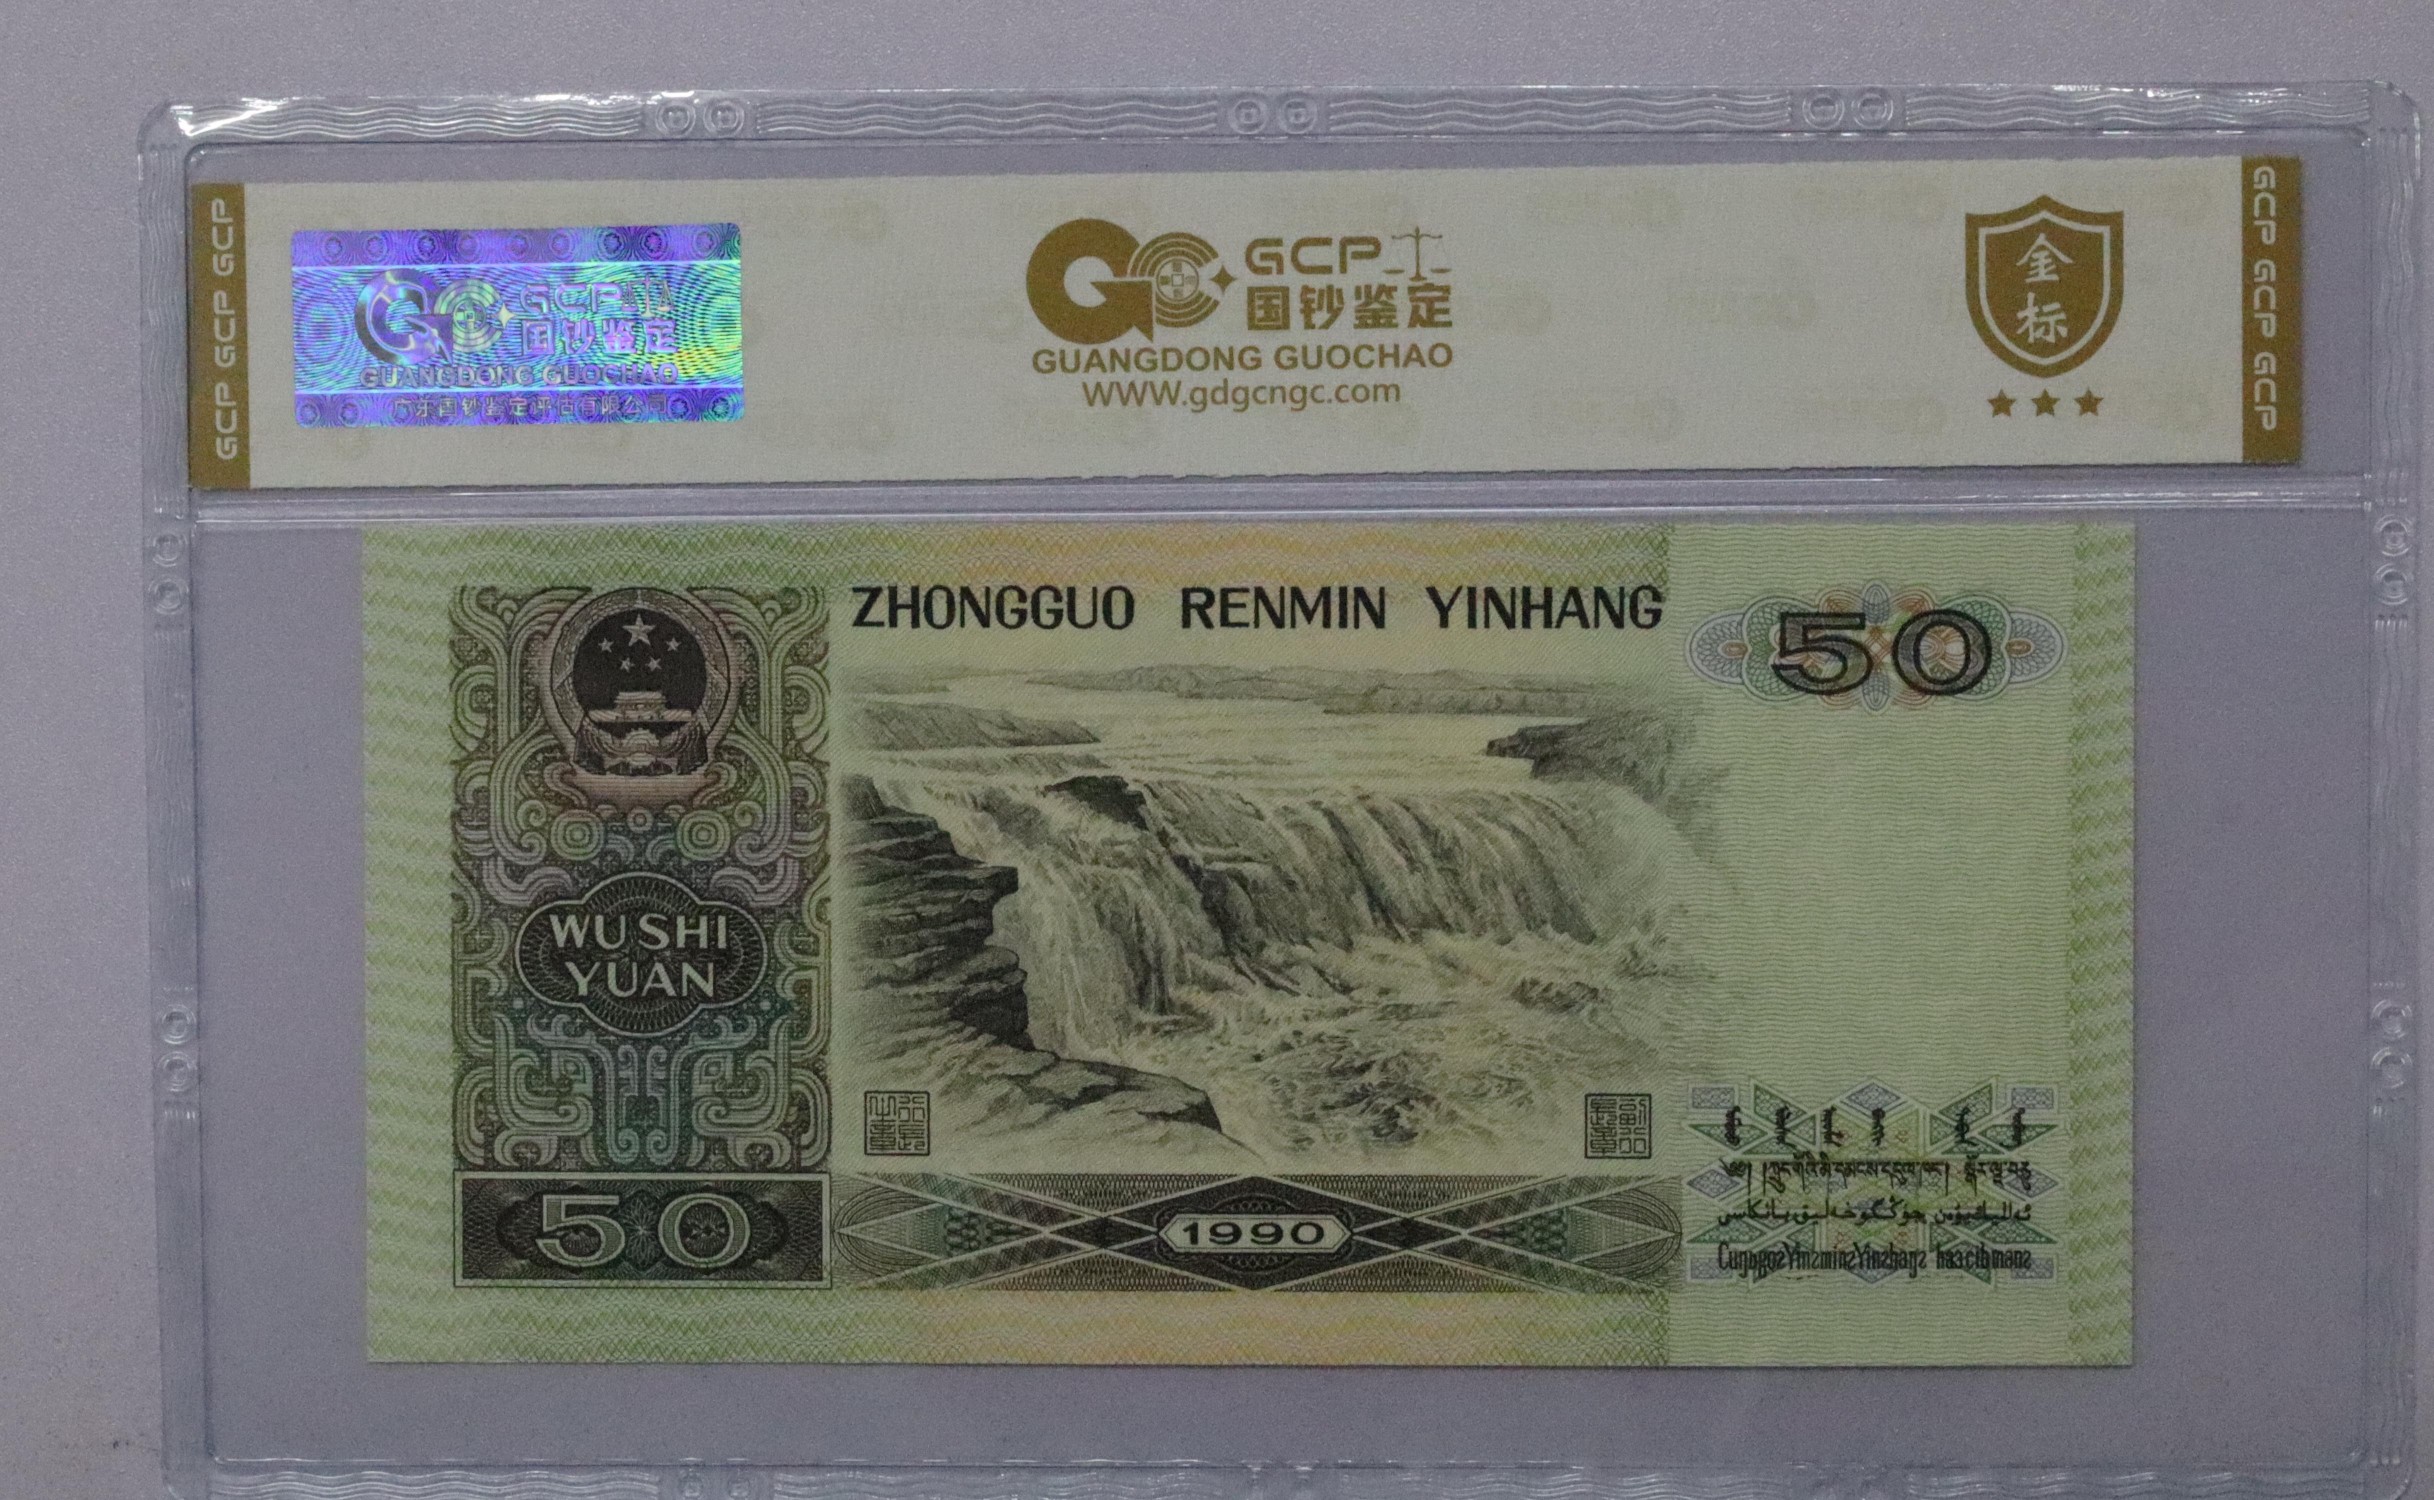 GCP GCP GCP
GCP
国钞鉴定
GUANGDONG GUOCHAO
广东国钞鉴定评估有限公司
GCP
国钞鉴定
GUANGDONG GUOCHAO
WWW.gdgcngc.com
金
标
GCP GCP GCP
ZHONGGUO RENMIN YINHANG
50
WU SHI
YUAN
50
1990